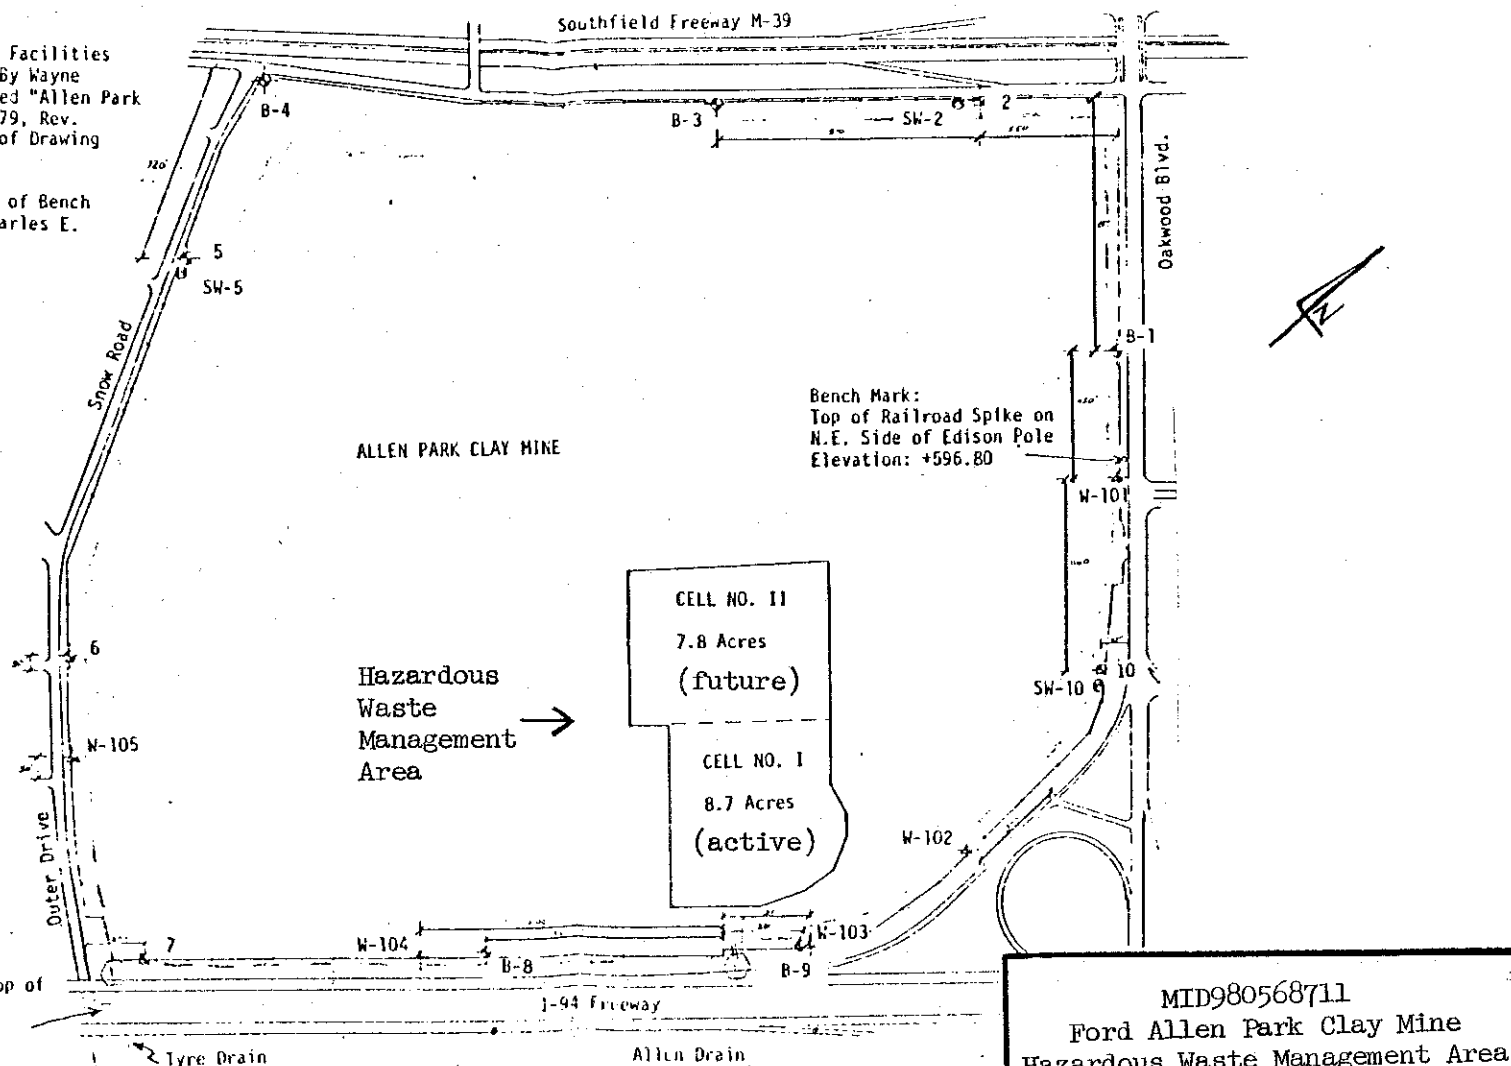 Southfield Freeway M-39
Facilities
By Wayne
ed "Allen Park
79, Rev.
of Drawing
of Bench
arles E.
B-4
B-3
SW-2
2
Oakwood Blvd.
120'
5
SW-5
Snow Road
N
B-1
Bench Mark:
Top of Railroad Spike on
N.E. Side of Edison Pole
Elevation: +596.80
ALLEN PARK CLAY MINE
W-101
CELL NO. II
7.8 Acres
(future)
6
Hazardous
Waste
Management
Area
10
SW-10
W-105
CELL NO. I
8.7 Acres
(active)
W-102
Outer Drive
7
W-104
W-103
B-8
B-9
op of
I-94 Freeway
Tyre Drain
Allen Drain
MID980568711
Ford Allen Park Clay Mine
Hazardous Waste Management Area